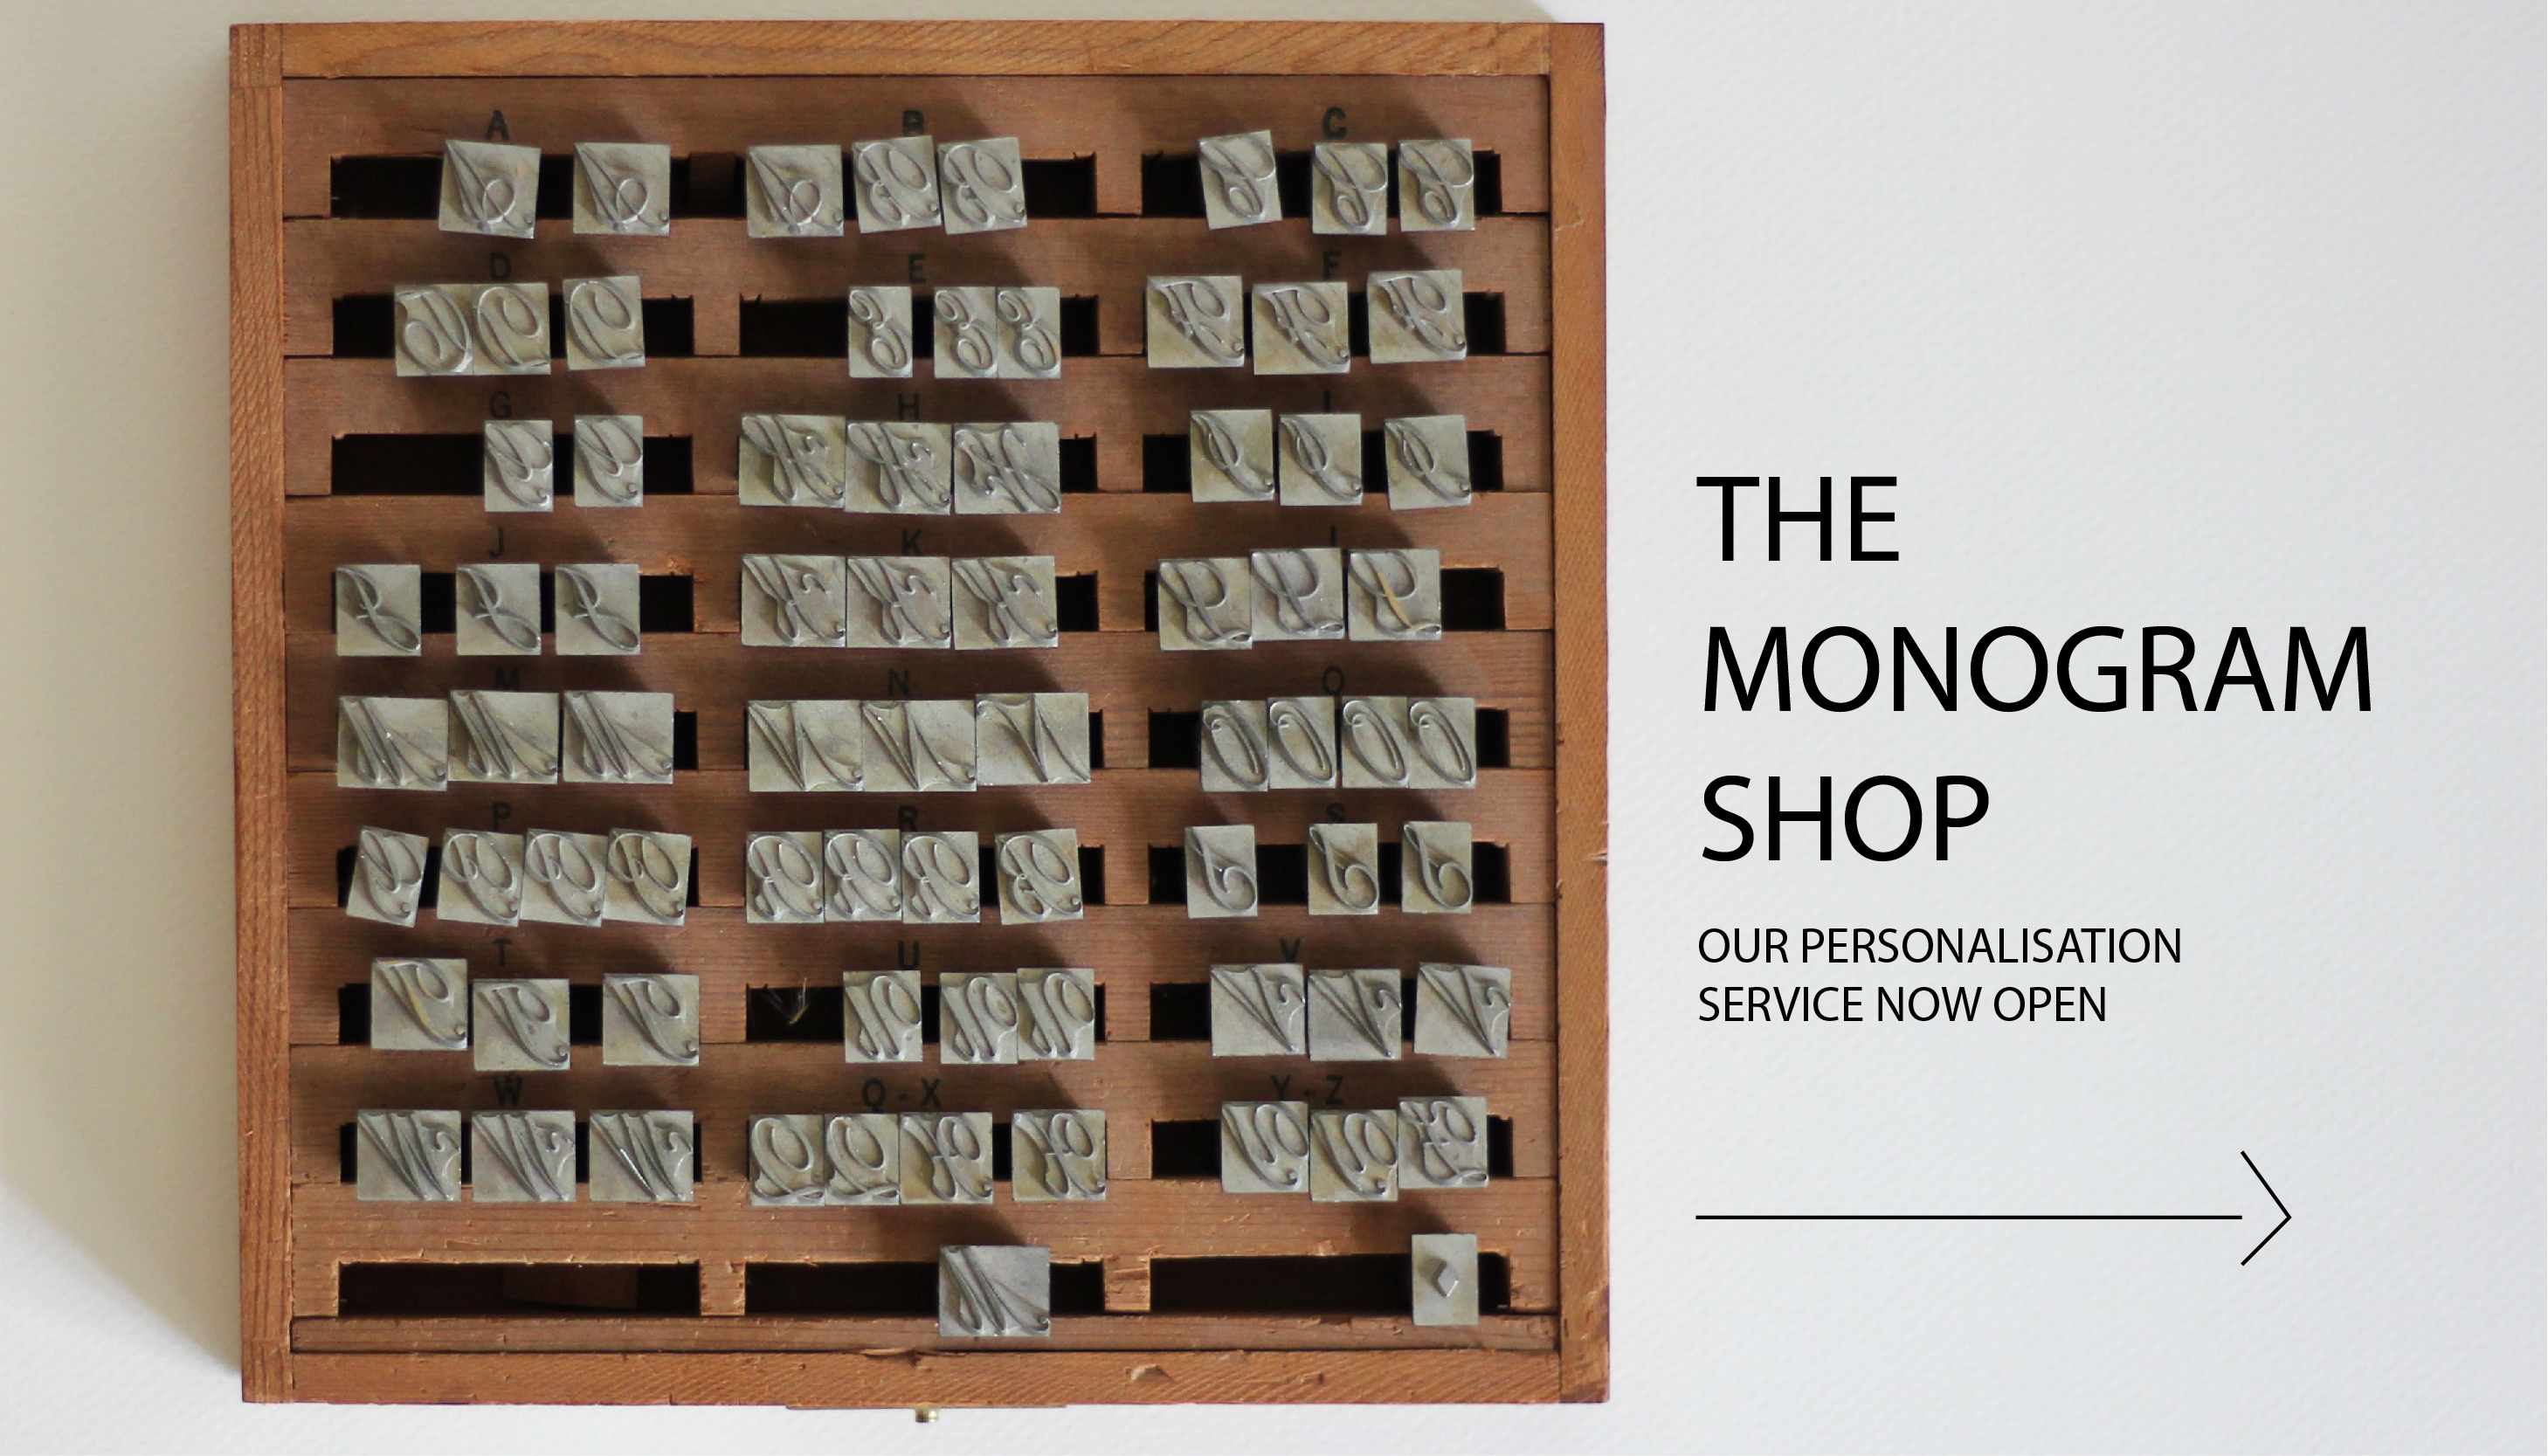 A B C
D E F
G H I
J K L
M N O
P R S
T U V
W Q·X Y-Z
THE
MONOGRAM
SHOP
OUR PERSONALISATION
SERVICE NOW OPEN